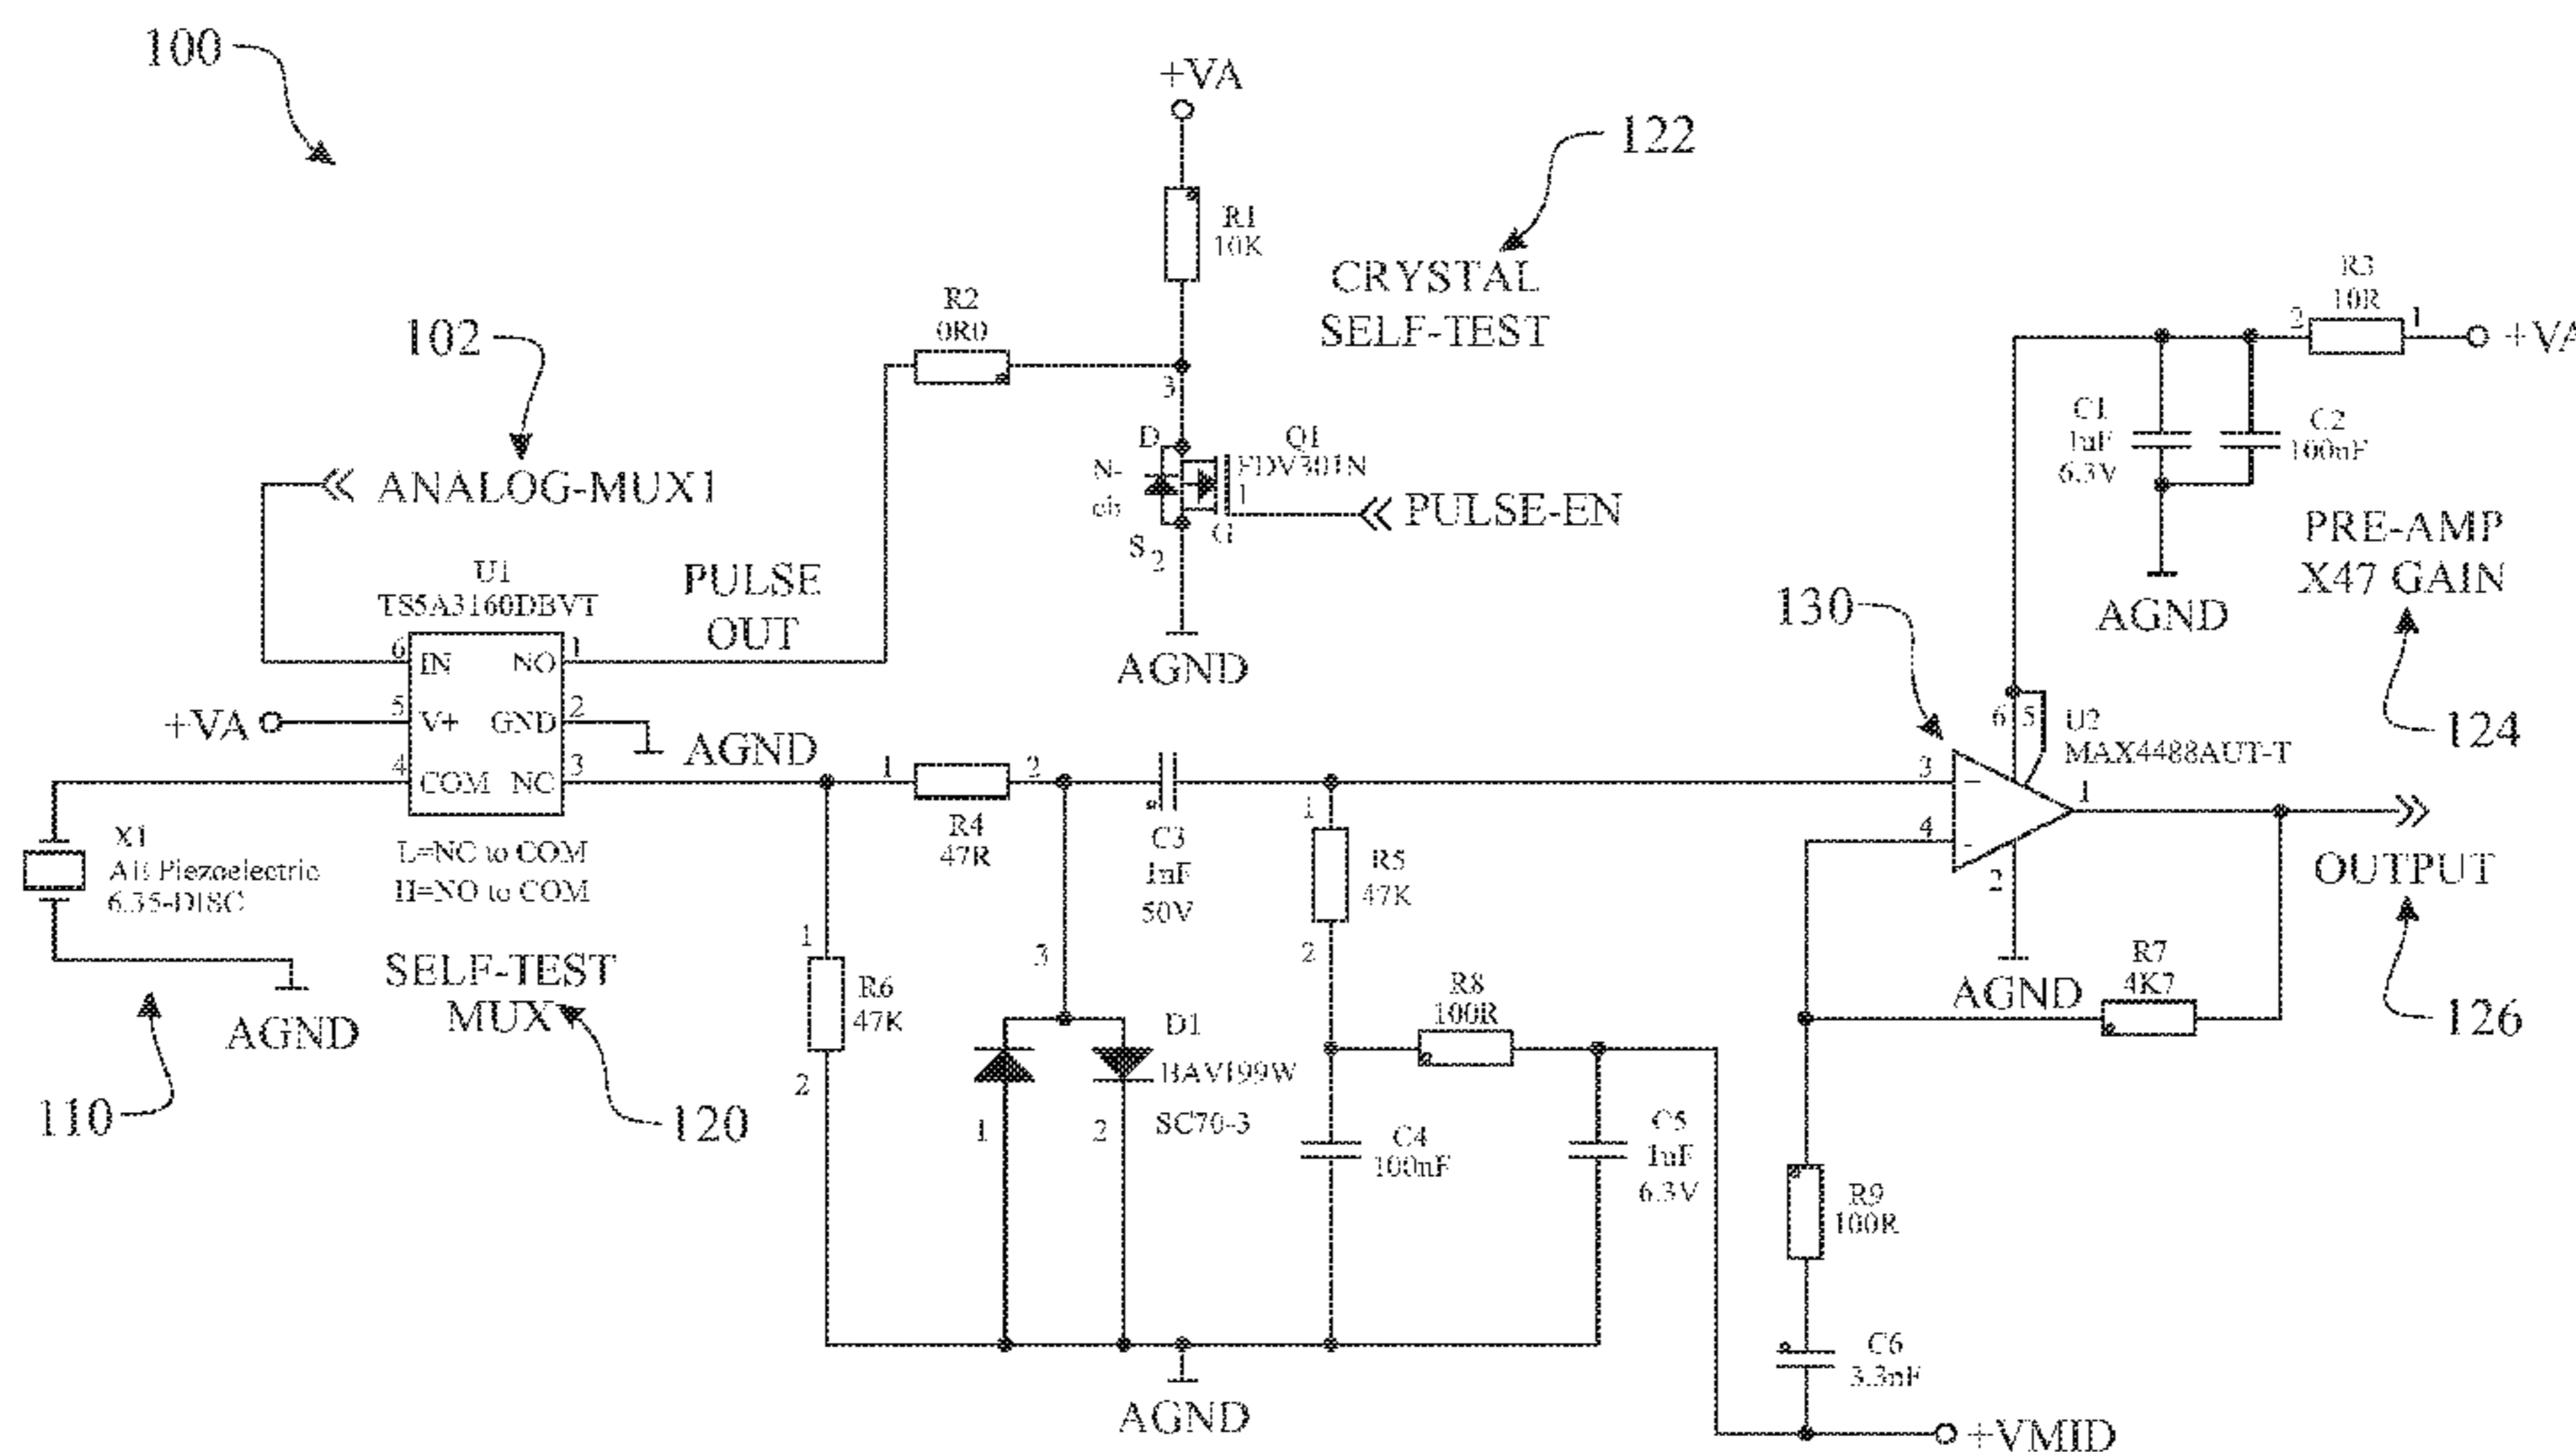 100
+VA
122
R1
10K
CRYSTAL
SELF-TEST
R2
0R0
102
3
R3
10R
2
1
+VA
ANALOG-MUX1
D
Q1
FDV301N
N-
ch
1
S
2
G
PULSE-EN
C1
1uF
6.3V
C2
100nF
PRE-AMP
X47 GAIN
AGND
124
U1
TS5A3160DBVT
PULSE
OUT
AGND
130
6
IN
NO
1
+VA
5
V+
GND
2
AGND
4
COM
NC
3
L=NC to COM
H=NO to COM
X1
Piezoelectric
AGND
110
SELF-TEST
MUX
120
1
R4
47R
2
C3
1nF
50V
1
R5
47K
2
1
R6
47K
2
3
D1
BAV199W
SC70-3
1
2
R8
100R
C4
100nF
C5
1uF
6.3V
AGND
3
4
6
5
U2
MAX4488AUT-T
1
2
AGND
OUTPUT
126
R7
4K7
R9
100R
C6
3.3nF
+VMID